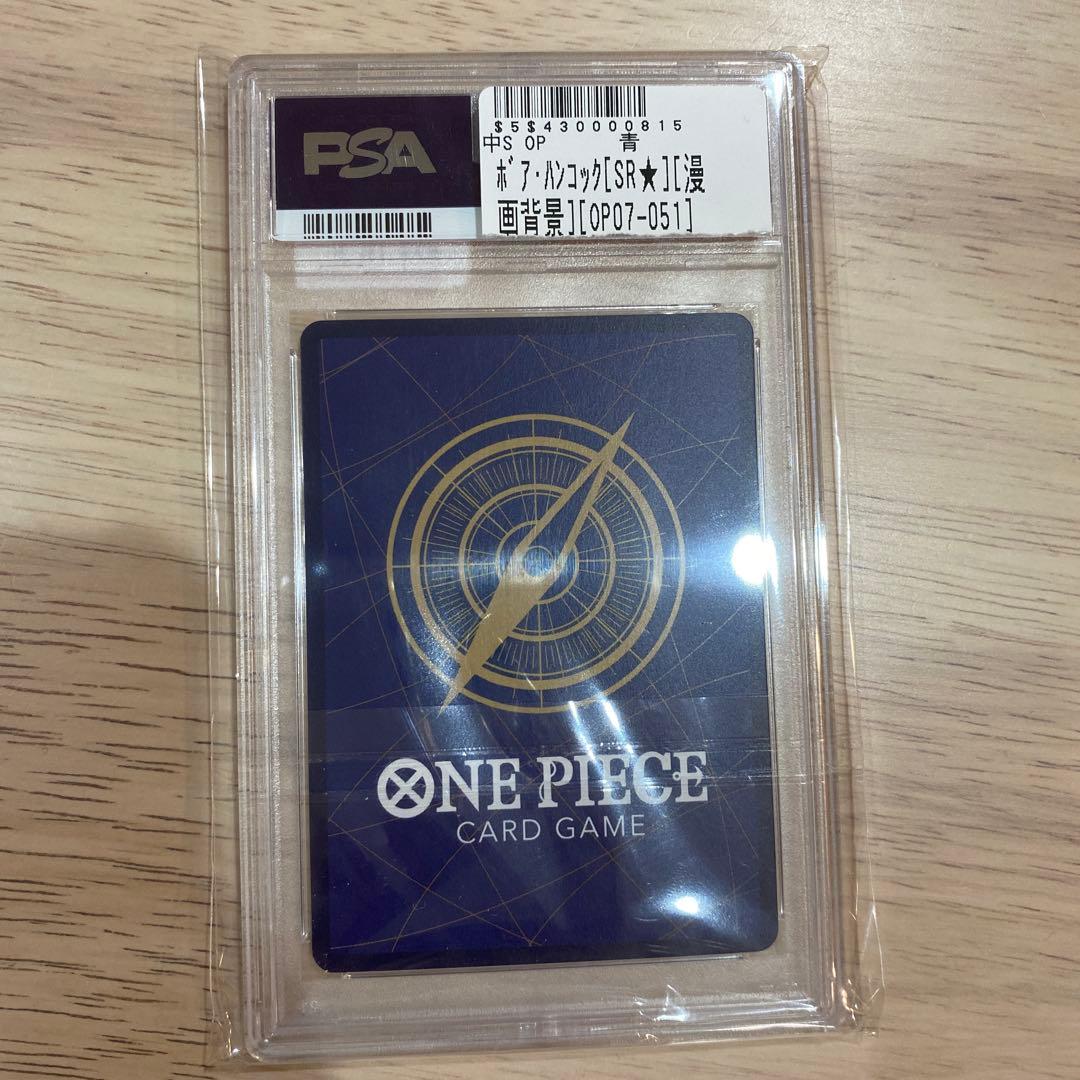 PSA
$5$430000815
中S OP 青
ﾎﾞｱ･ﾊﾝｺｯｸ[SR★][漫
画背景][OP07-051]
ONE PIECE
CARD GAME